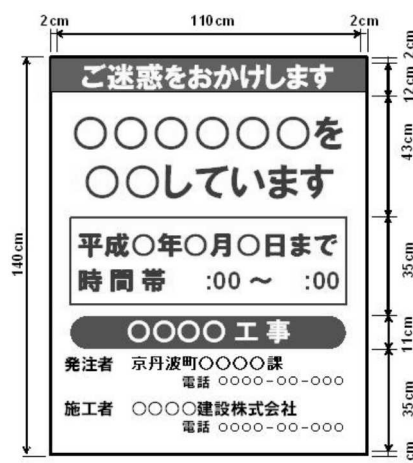 2cm 110cm 2cm
2cm
ご迷惑をおかけします
12cm
○○○○○○を
○○しています
43cm
140cm
平成○年○月○日まで
時間帯 :00～ :00
35cm
○○○○工事
11cm
発注者 京丹波町○○○○課
電話 ○○○○-○○-○○○
施工者 ○○○○建設株式会社
電話 ○○○○-○○-○○○
35cm